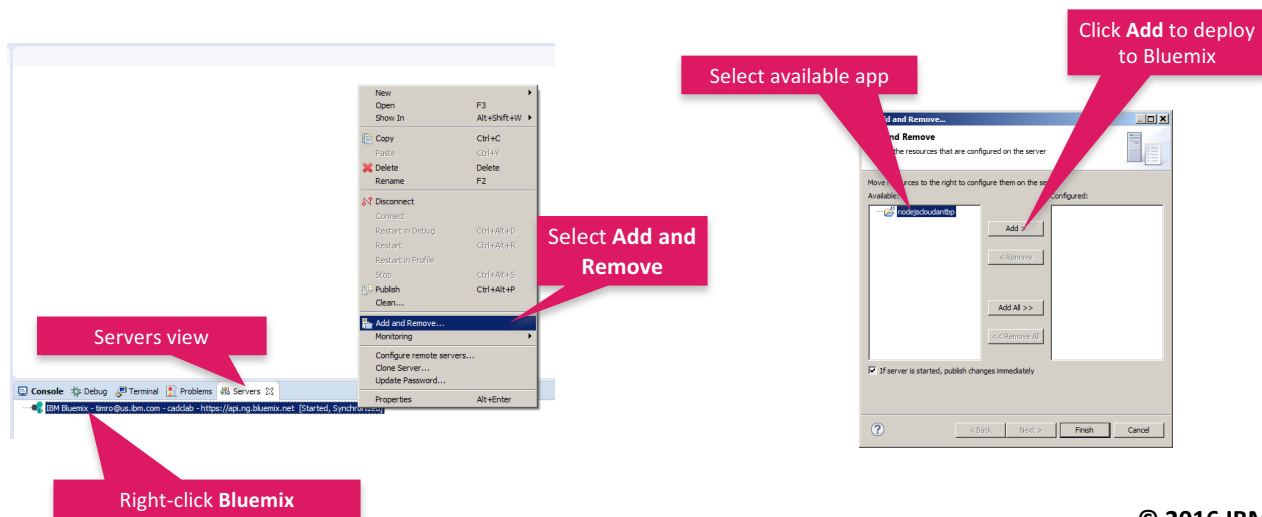 Click Add to deploy
to Bluemix
Select available app
New
Open F3
Show In Alt+Shift+W
Copy Ctrl+C
Paste Ctrl+V
Delete Delete
Rename F2
Disconnect
Connect
Restart in Debug Ctrl+Alt+D
Restart Ctrl+Alt+R
Restart in Profile
Stop Ctrl+Alt+S
Publish Ctrl+Alt+P
Clean...
Add and Remove...
Monitoring
Configure remote servers...
Clone Server...
Update Password...
Properties Alt+Enter
Select Add and
Remove
Servers view
Console Debug Terminal Problems Servers
IBM Bluemix - timro@us.ibm.com - cadclab - https://api.ng.bluemix.net [Started, Synchronized]
Right-click Bluemix
and Remove...
and Remove
the resources that are configured on the server
Move resources to the right to configure them on the
Available: Configured:
nodejscloudantbp
Add >
< Remove
Add All >>
<< Remove All
If server is started, publish changes immediately
< Back Next > Finish Cancel
© 2016 IBM